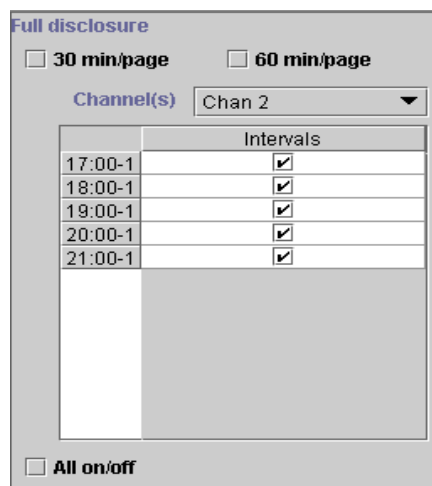 Full disclosure
30 min/page 60 min/page
Channel(s) Chan 2
Intervals
17:00-1
18:00-1
19:00-1
20:00-1
21:00-1
All on/off